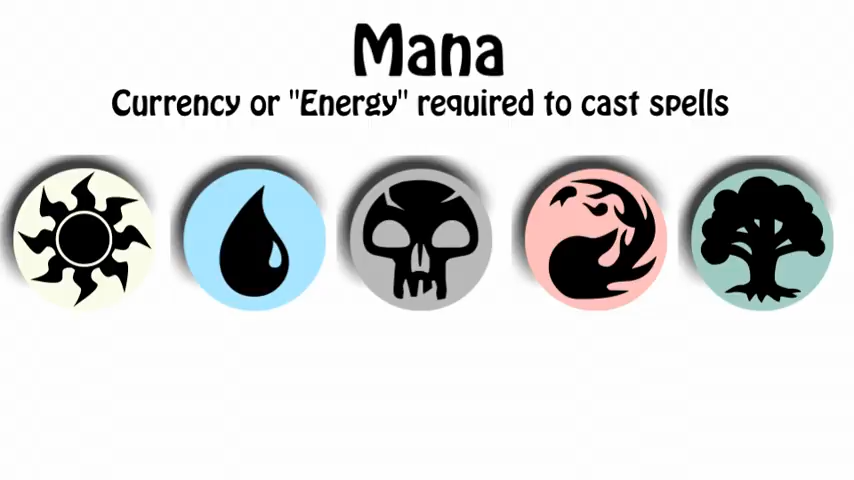 Mana
Currency or "Energy" required to cast spells